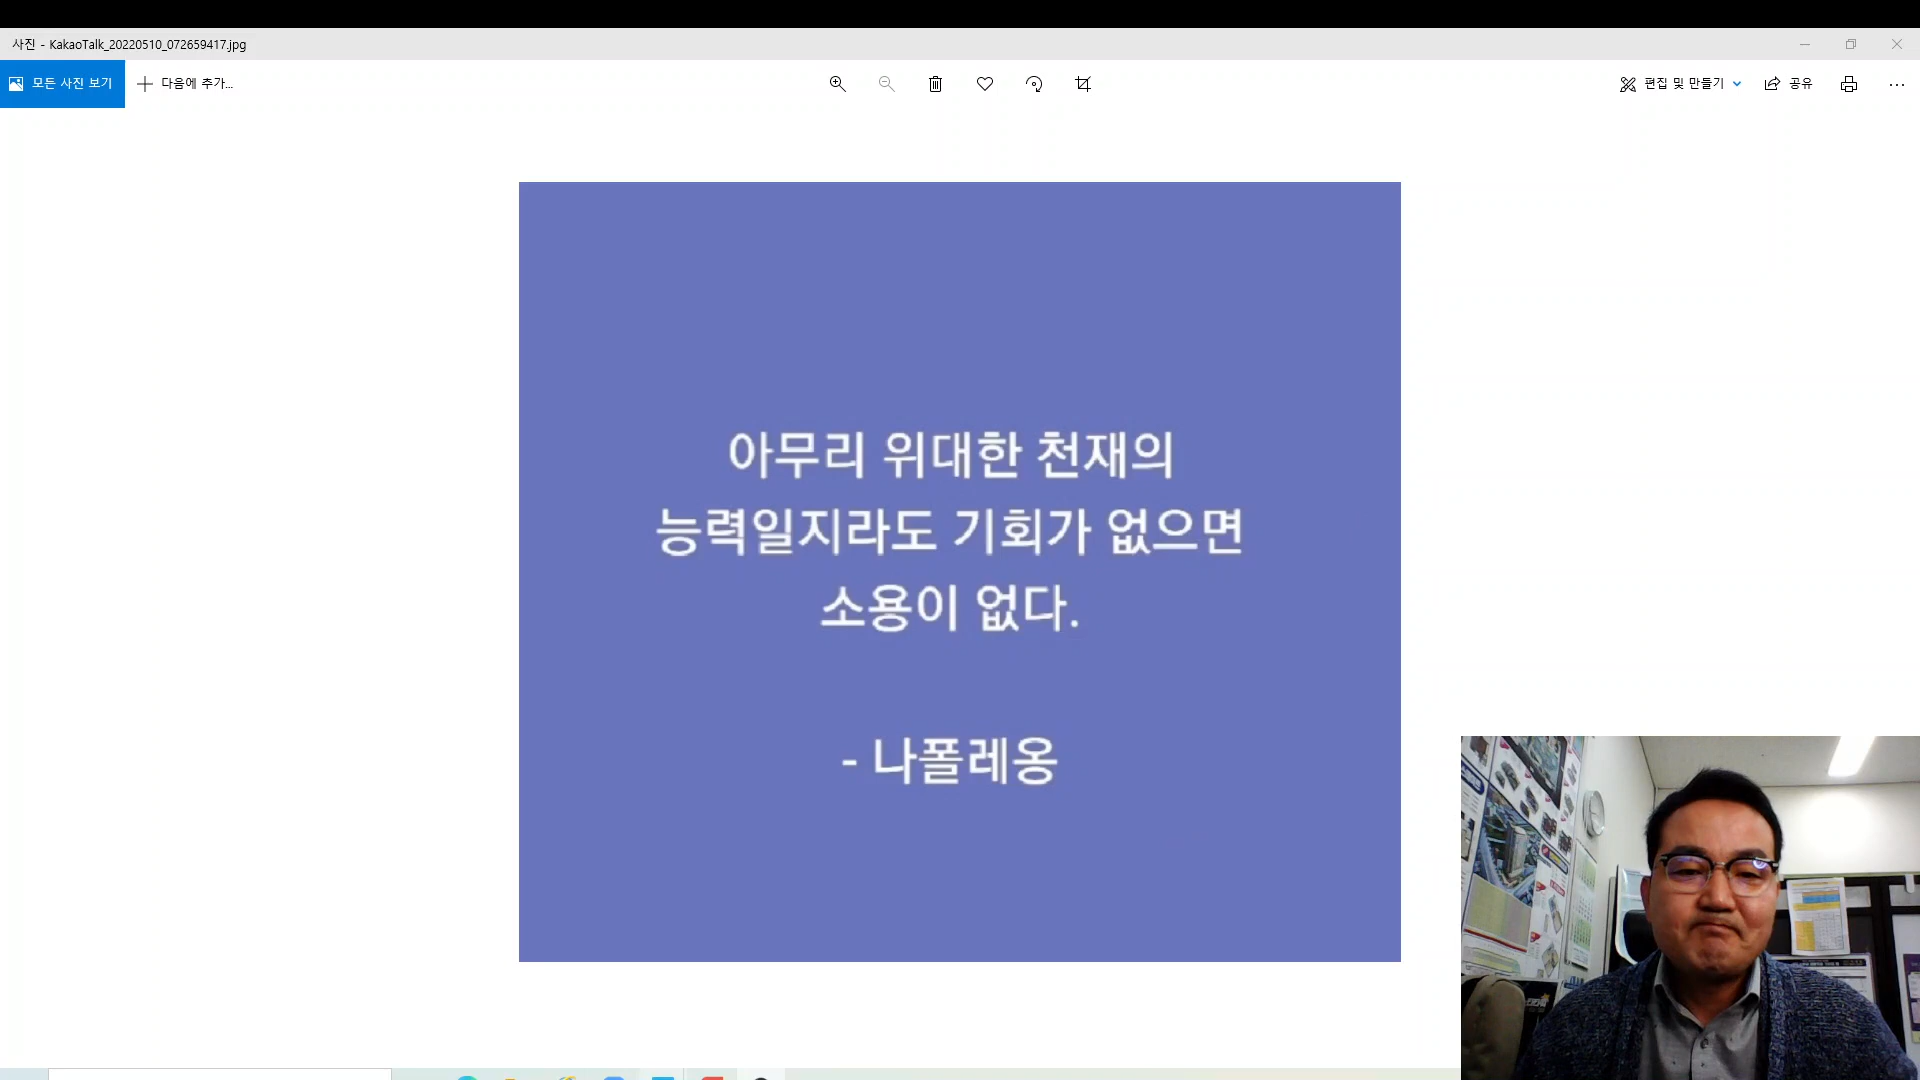 사진 - KakaoTalk_20220510_072659417.jpg
모든 사진 보기
다음에 추가...
편집 및 만들기
공유
아무리 위대한 천재의
능력일지라도 기회가 없으면
소용이 없다.
- 나폴레옹